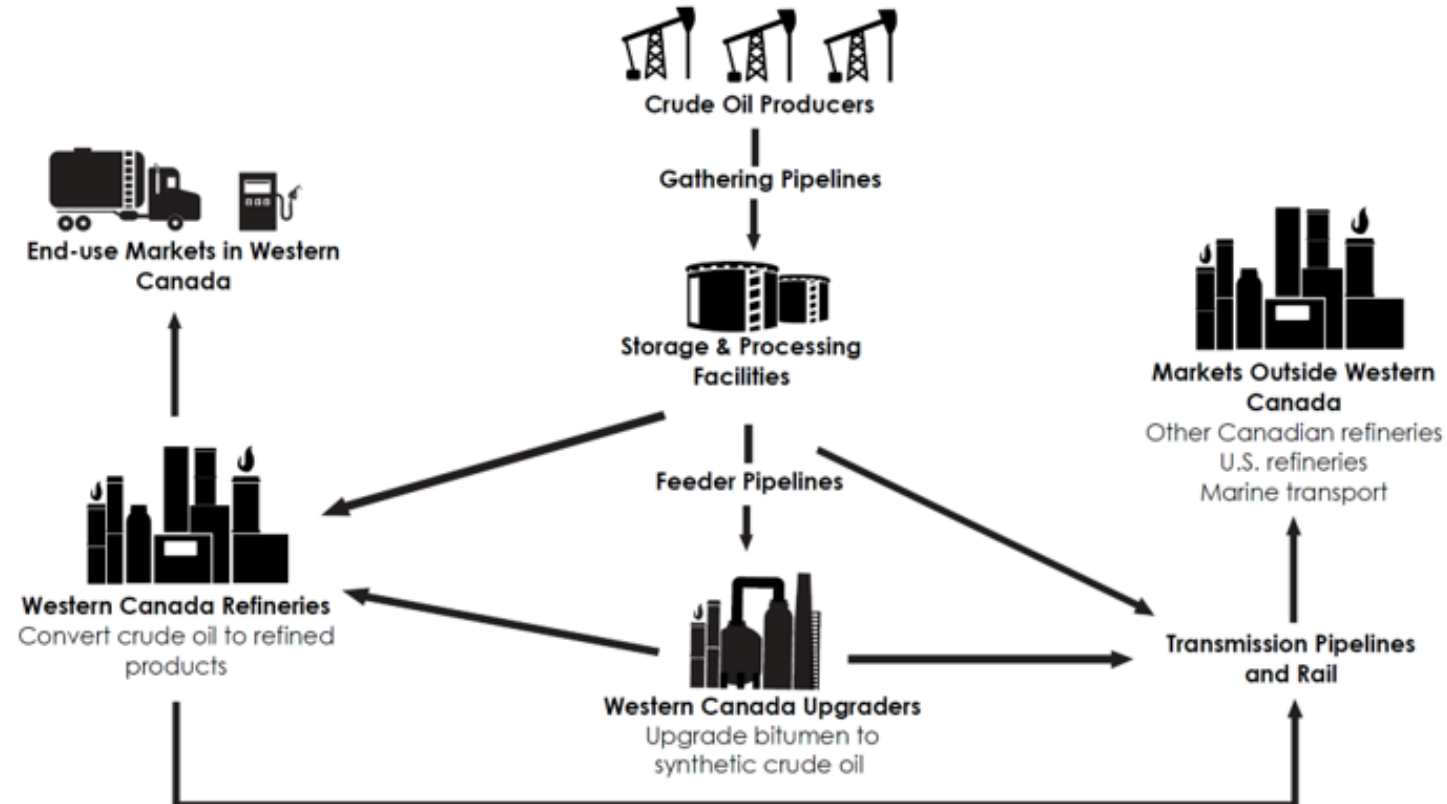 Crude Oil Producers
Gathering Pipelines
End-use Markets in Western
Canada
Storage & Processing
Facilities
Markets Outside Western
Canada
Other Canadian refineries
U.S. refineries
Marine transport
Feeder Pipelines
Western Canada Refineries
Convert crude oil to refined
products
Transmission Pipelines
and Rail
Western Canada Upgraders
Upgrade bitumen to
synthetic crude oil